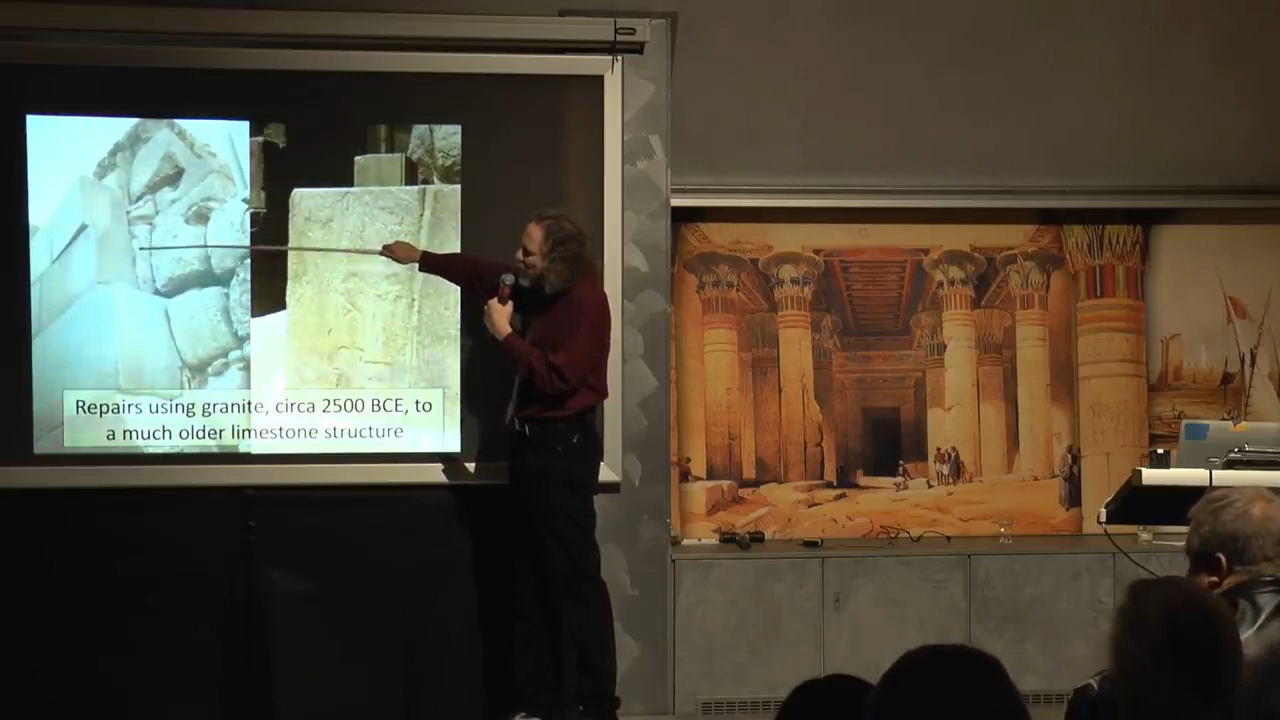 Repairs using granite, circa 2500 BCE, to
a much older limestone structure